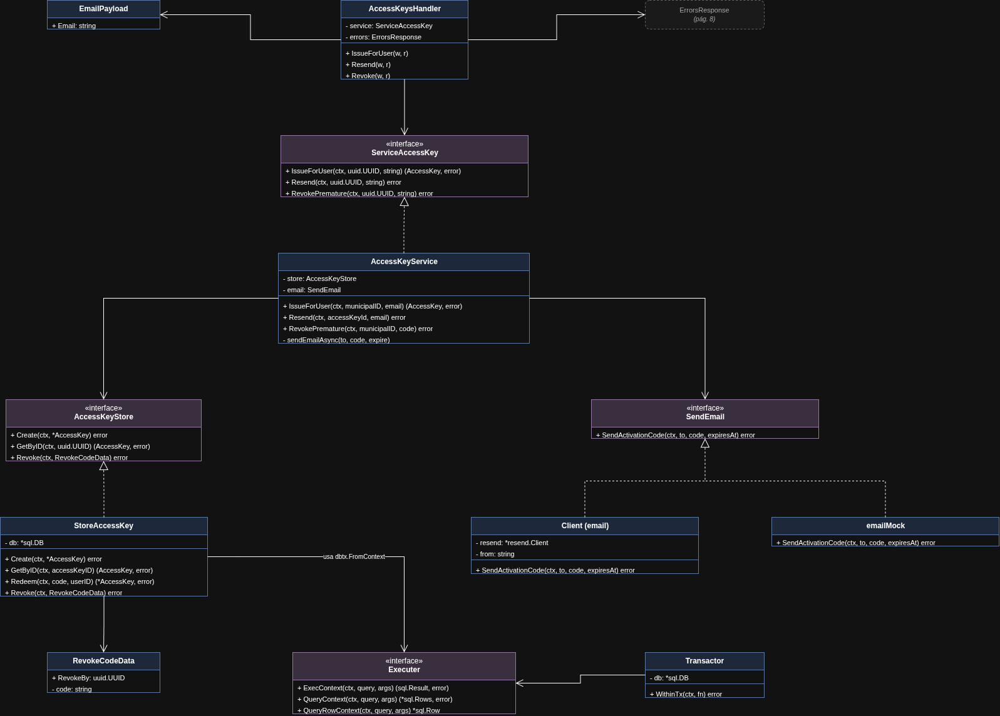 EmailPayload
+ Email: string
AccessKeysHandler
- service: ServiceAccessKey
- errors: ErrorsResponse
+ IssueForUser(w, r)
+ Resend(w, r)
+ Revoke(w, r)
ErrorsResponse
(pág. 8)
«interface»
ServiceAccessKey
+ IssueForUser(ctx, uuid.UUID, string) (AccessKey, error)
+ Resend(ctx, uuid.UUID, string) error
+ RevokePremature(ctx, uuid.UUID, string) error
AccessKeyService
- store: AccessKeyStore
- email: SendEmail
+ IssueForUser(ctx, municipalID, email) (AccessKey, error)
+ Resend(ctx, accessKeyId, email) error
+ RevokePremature(ctx, municipalID, code) error
- sendEmailAsync(to, code, expire)
«interface»
AccessKeyStore
+ Create(ctx, *AccessKey) error
+ GetByID(ctx, uuid.UUID) (AccessKey, error)
+ Revoke(ctx, RevokeCodeData) error
«interface»
SendEmail
+ SendActivationCode(ctx, to, code, expiresAt) error
StoreAccessKey
- db: *sql.DB
+ Create(ctx, *AccessKey) error
+ GetByID(ctx, accessKeyID) (AccessKey, error)
+ Redeem(ctx, code, userID) (*AccessKey, error)
+ Revoke(ctx, RevokeCodeData) error
usa dbtx.FromContext
Client (email)
- resend: *resend.Client
- from: string
+ SendActivationCode(ctx, to, code, expiresAt) error
emailMock
+ SendActivationCode(ctx, to, code, expiresAt) error
RevokeCodeData
+ RevokeBy: uuid.UUID
- code: string
«interface»
Executer
+ ExecContext(ctx, query, args) (sql.Result, error)
+ QueryContext(ctx, query, args) (*sql.Rows, error)
+ QueryRowContext(ctx, query, args) *sql.Row
Transactor
- db: *sql.DB
+ WithinTx(ctx, fn) error